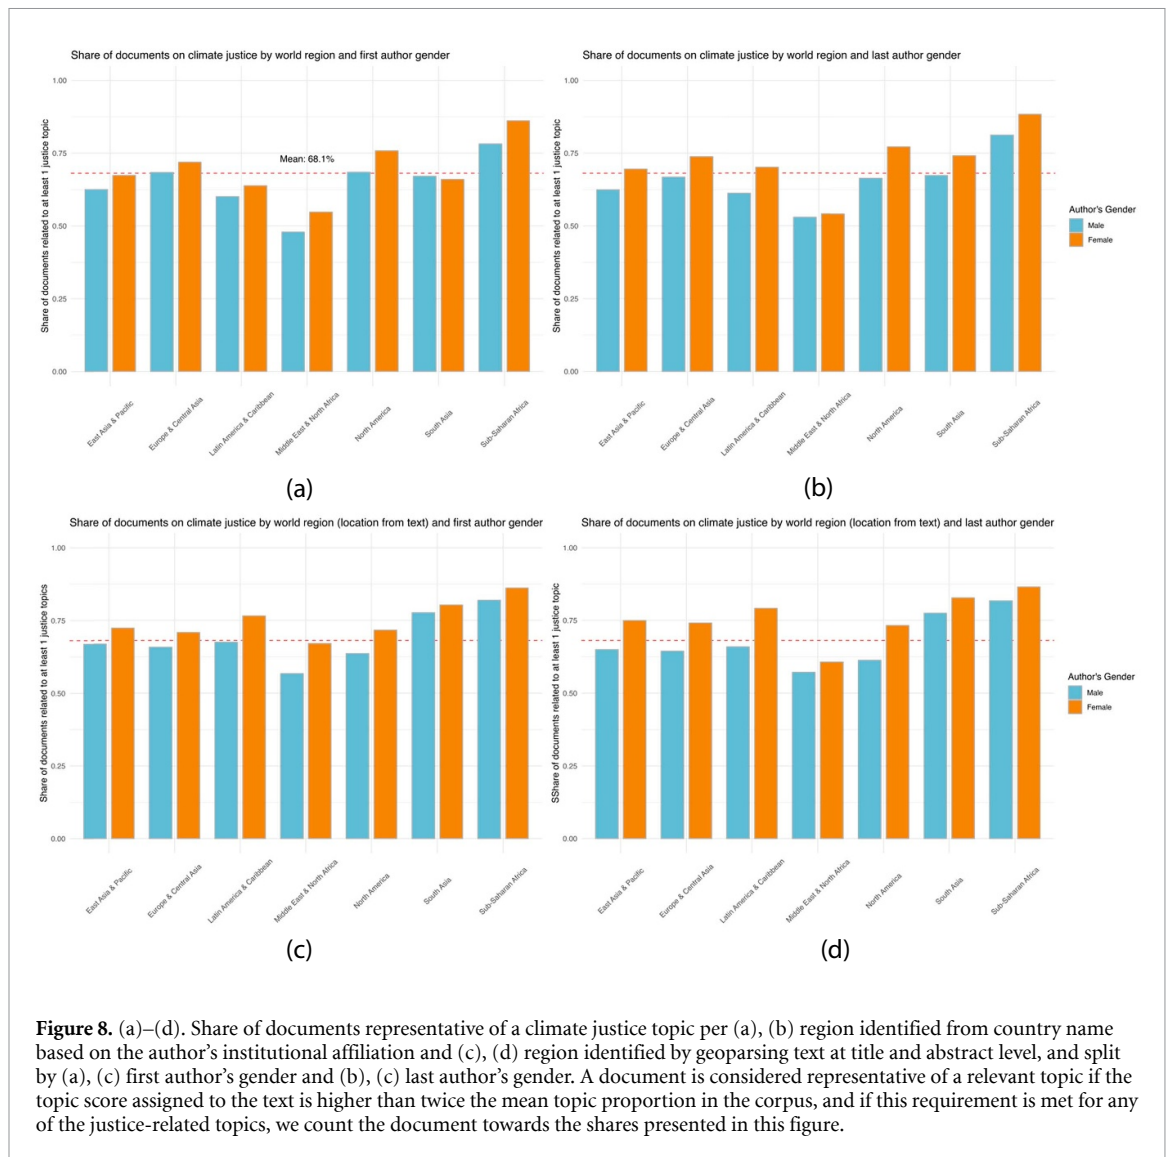 Share of documents on climate justice by world region and first author gender
Share of documents related to at least 1 justice topic
1.00
0.75
0.50
0.25
0.00
Mean: 68.1%
East Asia & Pacific
Europe & Central Asia
Latin America & Caribbean
Middle East & North Africa
North America
South Asia
Sub-Saharan Africa
(a)
Share of documents on climate justice by world region and last author gender
Share of documents related to at least 1 justice topic
1.00
0.75
0.50
0.25
0.00
East Asia & Pacific
Europe & Central Asia
Latin America & Caribbean
Middle East & North Africa
North America
South Asia
Sub-Saharan Africa
(b)
Author's Gender
Male
Female
Share of documents on climate justice by world region (location from text) and first author gender
Share of documents related to at least 1 justice topics
1.00
0.75
0.50
0.25
0.00
East Asia & Pacific
Europe & Central Asia
Latin America & Caribbean
Middle East & North Africa
North America
South Asia
Sub-Saharan Africa
(c)
Share of documents on climate justice by world region (location from text) and last author gender
SShare of documents related to at least 1 justice topic
1.00
0.75
0.50
0.25
0.00
East Asia & Pacific
Europe & Central Asia
Latin America & Caribbean
Middle East & North Africa
North America
South Asia
Sub-Saharan Africa
(d)
Author's Gender
Male
Female
Figure 8. (a)–(d). Share of documents representative of a climate justice topic per (a), (b) region identified from country name
based on the author's institutional affiliation and (c), (d) region identified by geoparsing text at title and abstract level, and split
by (a), (c) first author's gender and (b), (c) last author's gender. A document is considered representative of a relevant topic if the
topic score assigned to the text is higher than twice the mean topic proportion in the corpus, and if this requirement is met for any
of the justice-related topics, we count the document towards the shares presented in this figure.